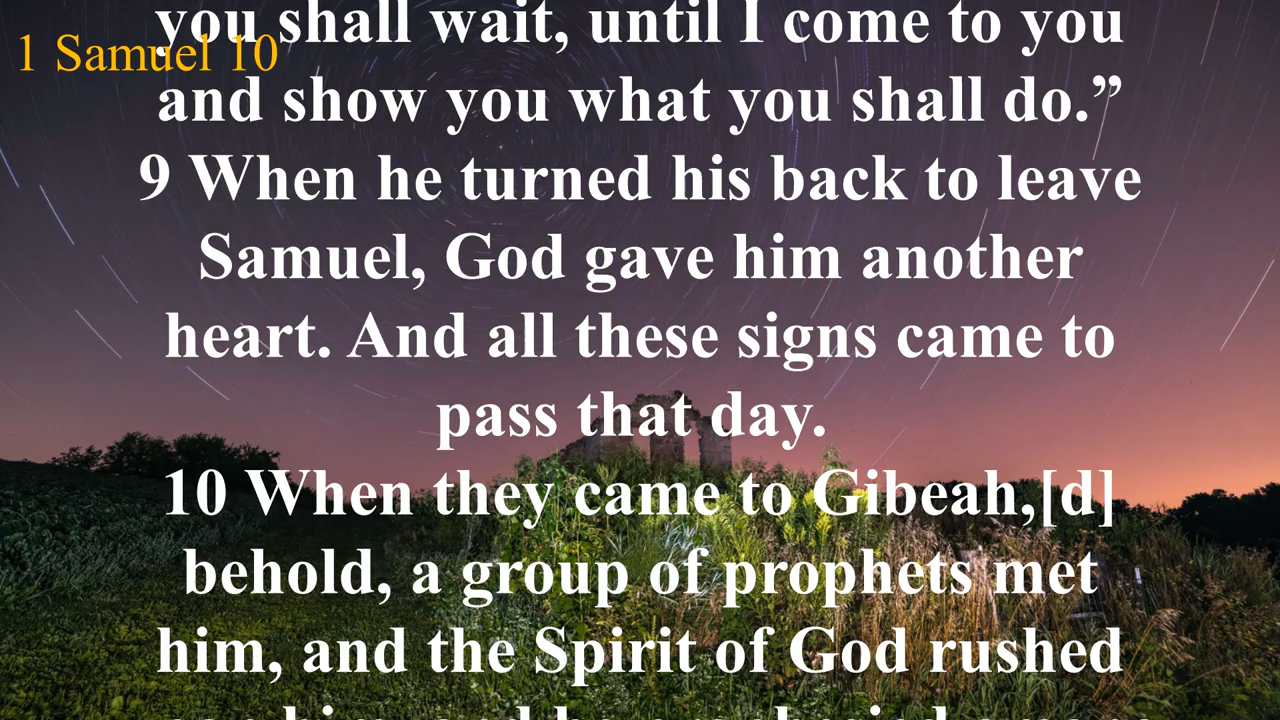 1 Samuel 10
you shall wait, until I come to you
and show you what you shall do.”
9 When he turned his back to leave
Samuel, God gave him another
heart. And all these signs came to
pass that day.
10 When they came to Gibeah,[d]
behold, a group of prophets met
him, and the Spirit of God rushed